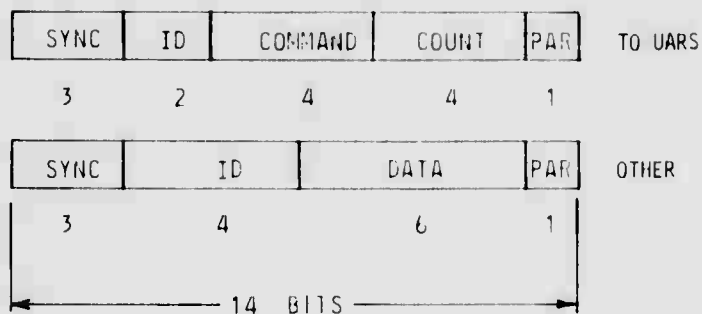 SYNC ID COMMAND COUNT PAR TO UARS
3 2 4 4 1
SYNC ID DATA PAR OTHER
3 4 6 1
14 BITS